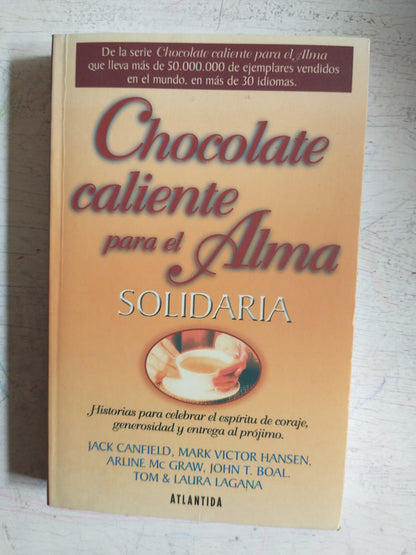 De la serie Chocolate caliente para el Alma
que lleva más de 50.000.000 de ejemplares vendidos
en el mundo, en más de 30 idiomas.
Chocolate
caliente
para el Alma
SOLIDARIA
Historias para celebrar el espíritu de coraje,
generosidad y entrega al prójimo.
JACK CANFIELD, MARK VICTOR HANSEN,
ARLINE Mc GRAW, JOHN T. BOAL.
TOM & LAURA LAGANA
ATLANTIDA